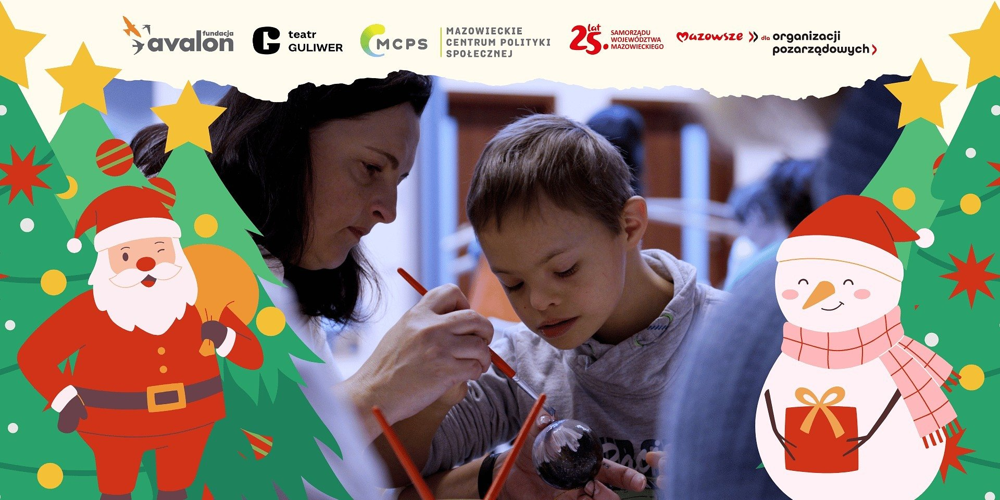 fundacja
avalon
teatr
GULIWER
MCPS
MAZOWIECKIE
CENTRUM POLITYKI
SPOŁECZNEJ
25 lat
SAMORZĄDU
WOJEWÓDZTWA
MAZOWIECKIEGO
mazowsze dla organizacji
pozarządowych